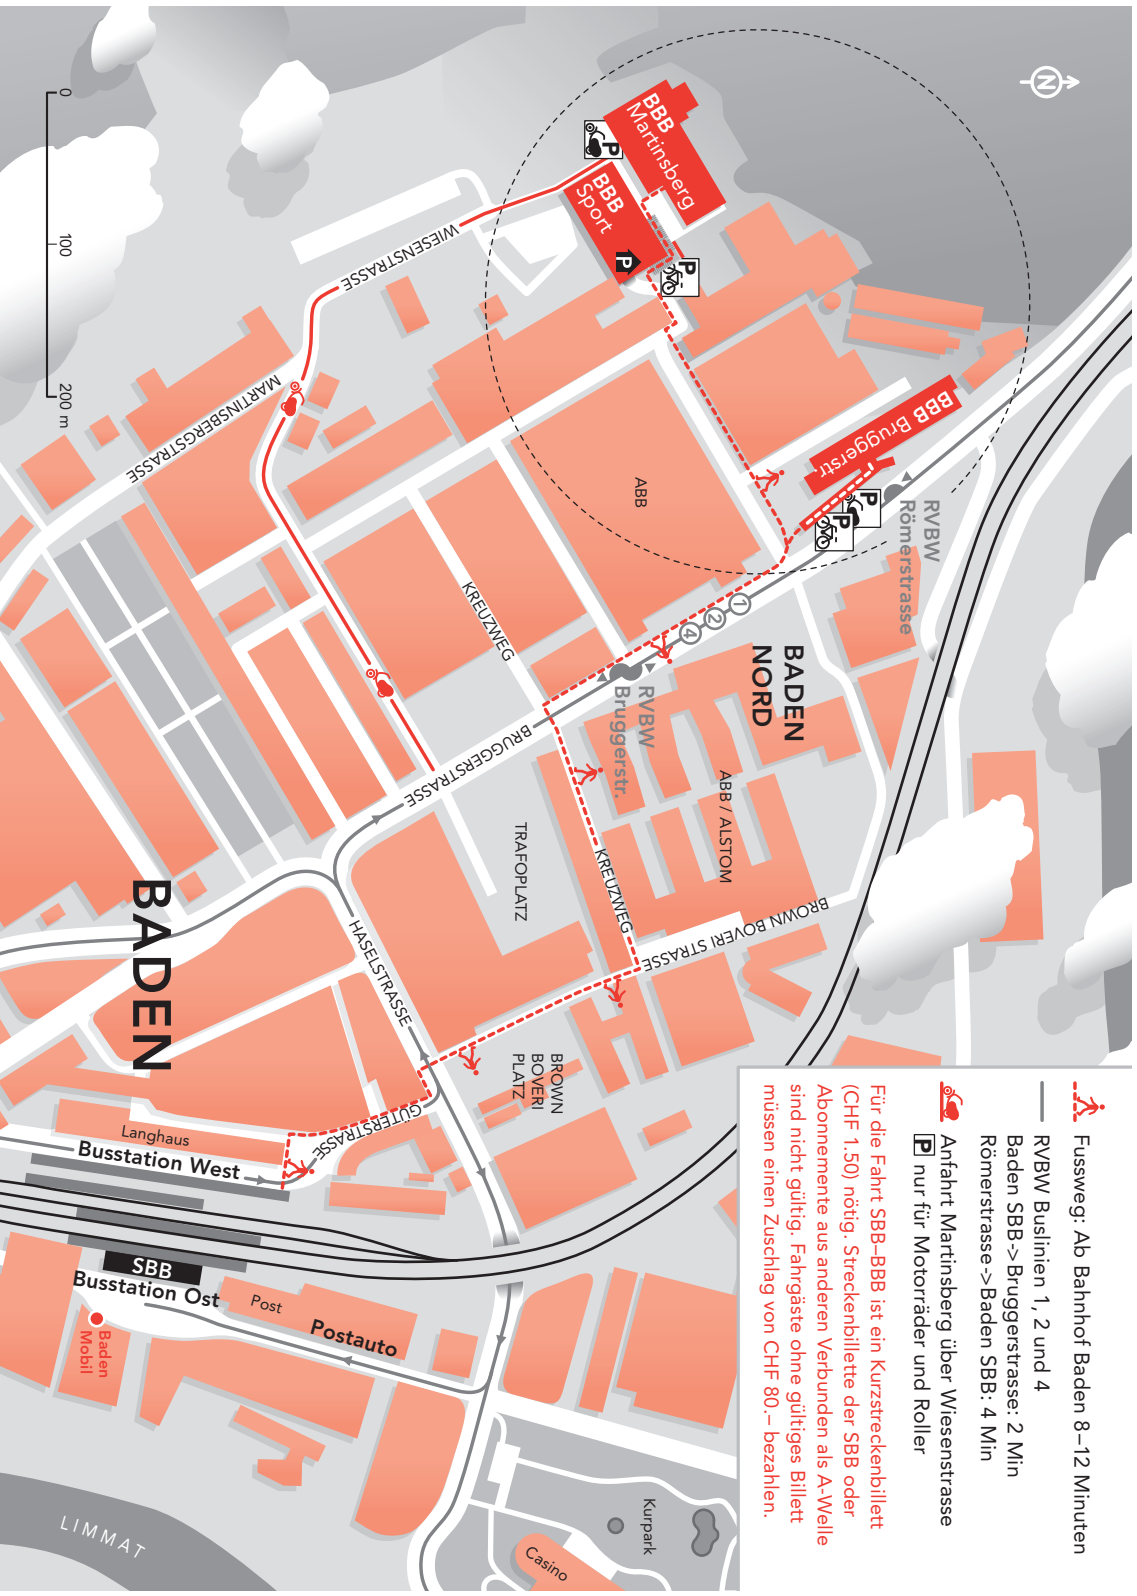 N
0
100
200 m
BBB
Martinsberg
BBB
Sport
P
P
P
BBB Bruggerstr.
P
P
RVBW
Römerstrasse
WIESENSTRASSE
MARTINSBERGSTRASSE
ABB
KREUZWEG
1
2
4
BADEN
NORD
RVBW
Bruggerstr.
BRUGGERSTRASSE
ABB / ALSTOM
TRAFOPLATZ
KREUZWEG
BROWN BOVERI STRASSE
BADEN
HASELSTRASSE
BROWN
BOVERI
PLATZ
GÜTERSTRASSE
Langhaus
Busstation West
SBB
Busstation Ost
Post
Postauto
Baden
Mobil
LIMMAT
Kurpark
Casino
Fussweg: Ab Bahnhof Baden 8–12 Minuten
RVBW Buslinien 1, 2 und 4
Baden SBB->Bruggerstrasse: 2 Min
Römerstrasse->Baden SBB: 4 Min
Anfahrt Martinsberg über Wiesenstrasse
P nur für Motorräder und Roller
Für die Fahrt SBB–BBB ist ein Kurzstreckenbillett
(CHF 1.50) nötig. Streckenbillette der SBB oder
Abonnemente aus anderen Verbunden als A-Welle
sind nicht gültig. Fahrgäste ohne gültiges Billett
müssen einen Zuschlag von CHF 80.– bezahlen.